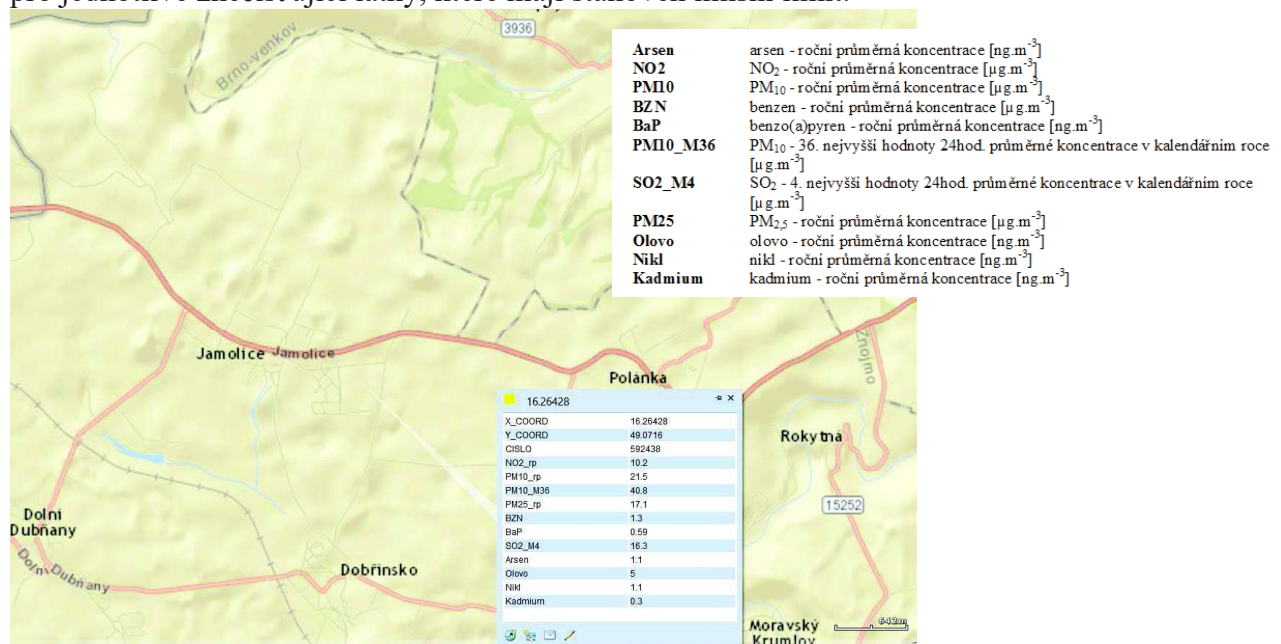 pro jednotlivé znečišťující látky, které mají stanoven imisní limit.
3936
Brno-venkov
Arsen arsen - roční průměrná koncentrace [ng.m-3]
NO2 NO2 - roční průměrná koncentrace [µg.m-3]
PM10 PM10 - roční průměrná koncentrace [µg.m-3]
BZN benzen - roční průměrná koncentrace [µg.m-3]
BaP benzo(a)pyren - roční průměrná koncentrace [ng.m-3]
PM10_M36 PM10 - 36. nejvyšší hodnoty 24hod. průměrné koncentrace v kalendářním roce
[µg.m-3]
SO2_M4 SO2 - 4. nejvyšší hodnoty 24hod. průměrné koncentrace v kalendářním roce
[µg.m-3]
PM25 PM2,5 - roční průměrná koncentrace [µg.m-3]
Olovo olovo - roční průměrná koncentrace [ng.m-3]
Nikl nikl - roční průměrná koncentrace [ng.m-3]
Kadmium kadmium - roční průměrná koncentrace [ng.m-3]
Jamolice Jamolice
Znojmo
Polánka
16.26428
X_COORD 16.26428
Y_COORD 49.0716
CISLO 592438
NO2_rp 10.2
PM10_rp 21.5
PM10_M36 40.8
PM25_rp 17.1
BZN 1.3
BaP 0.59
SO2_M4 16.3
Arsen 1.1
Olovo 5
Nikl 1.1
Kadmium 0.3
Rokytná
15252
Dolní
Dubňany
Dolní Dubňany
Dobřínsko
Moravský
Krumlov
642m